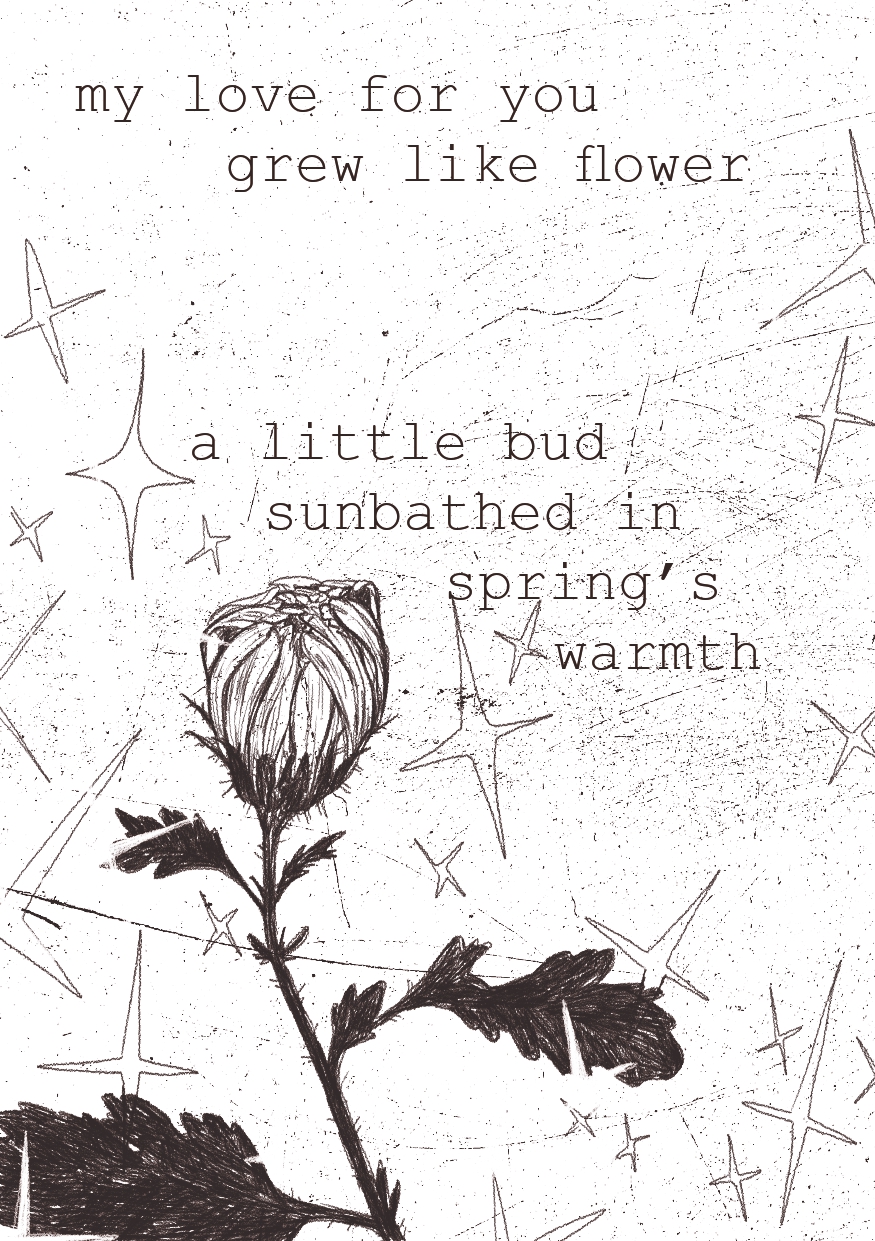 my love for you
grew like flower
a little bud
sunbathed in
spring’s
warmth